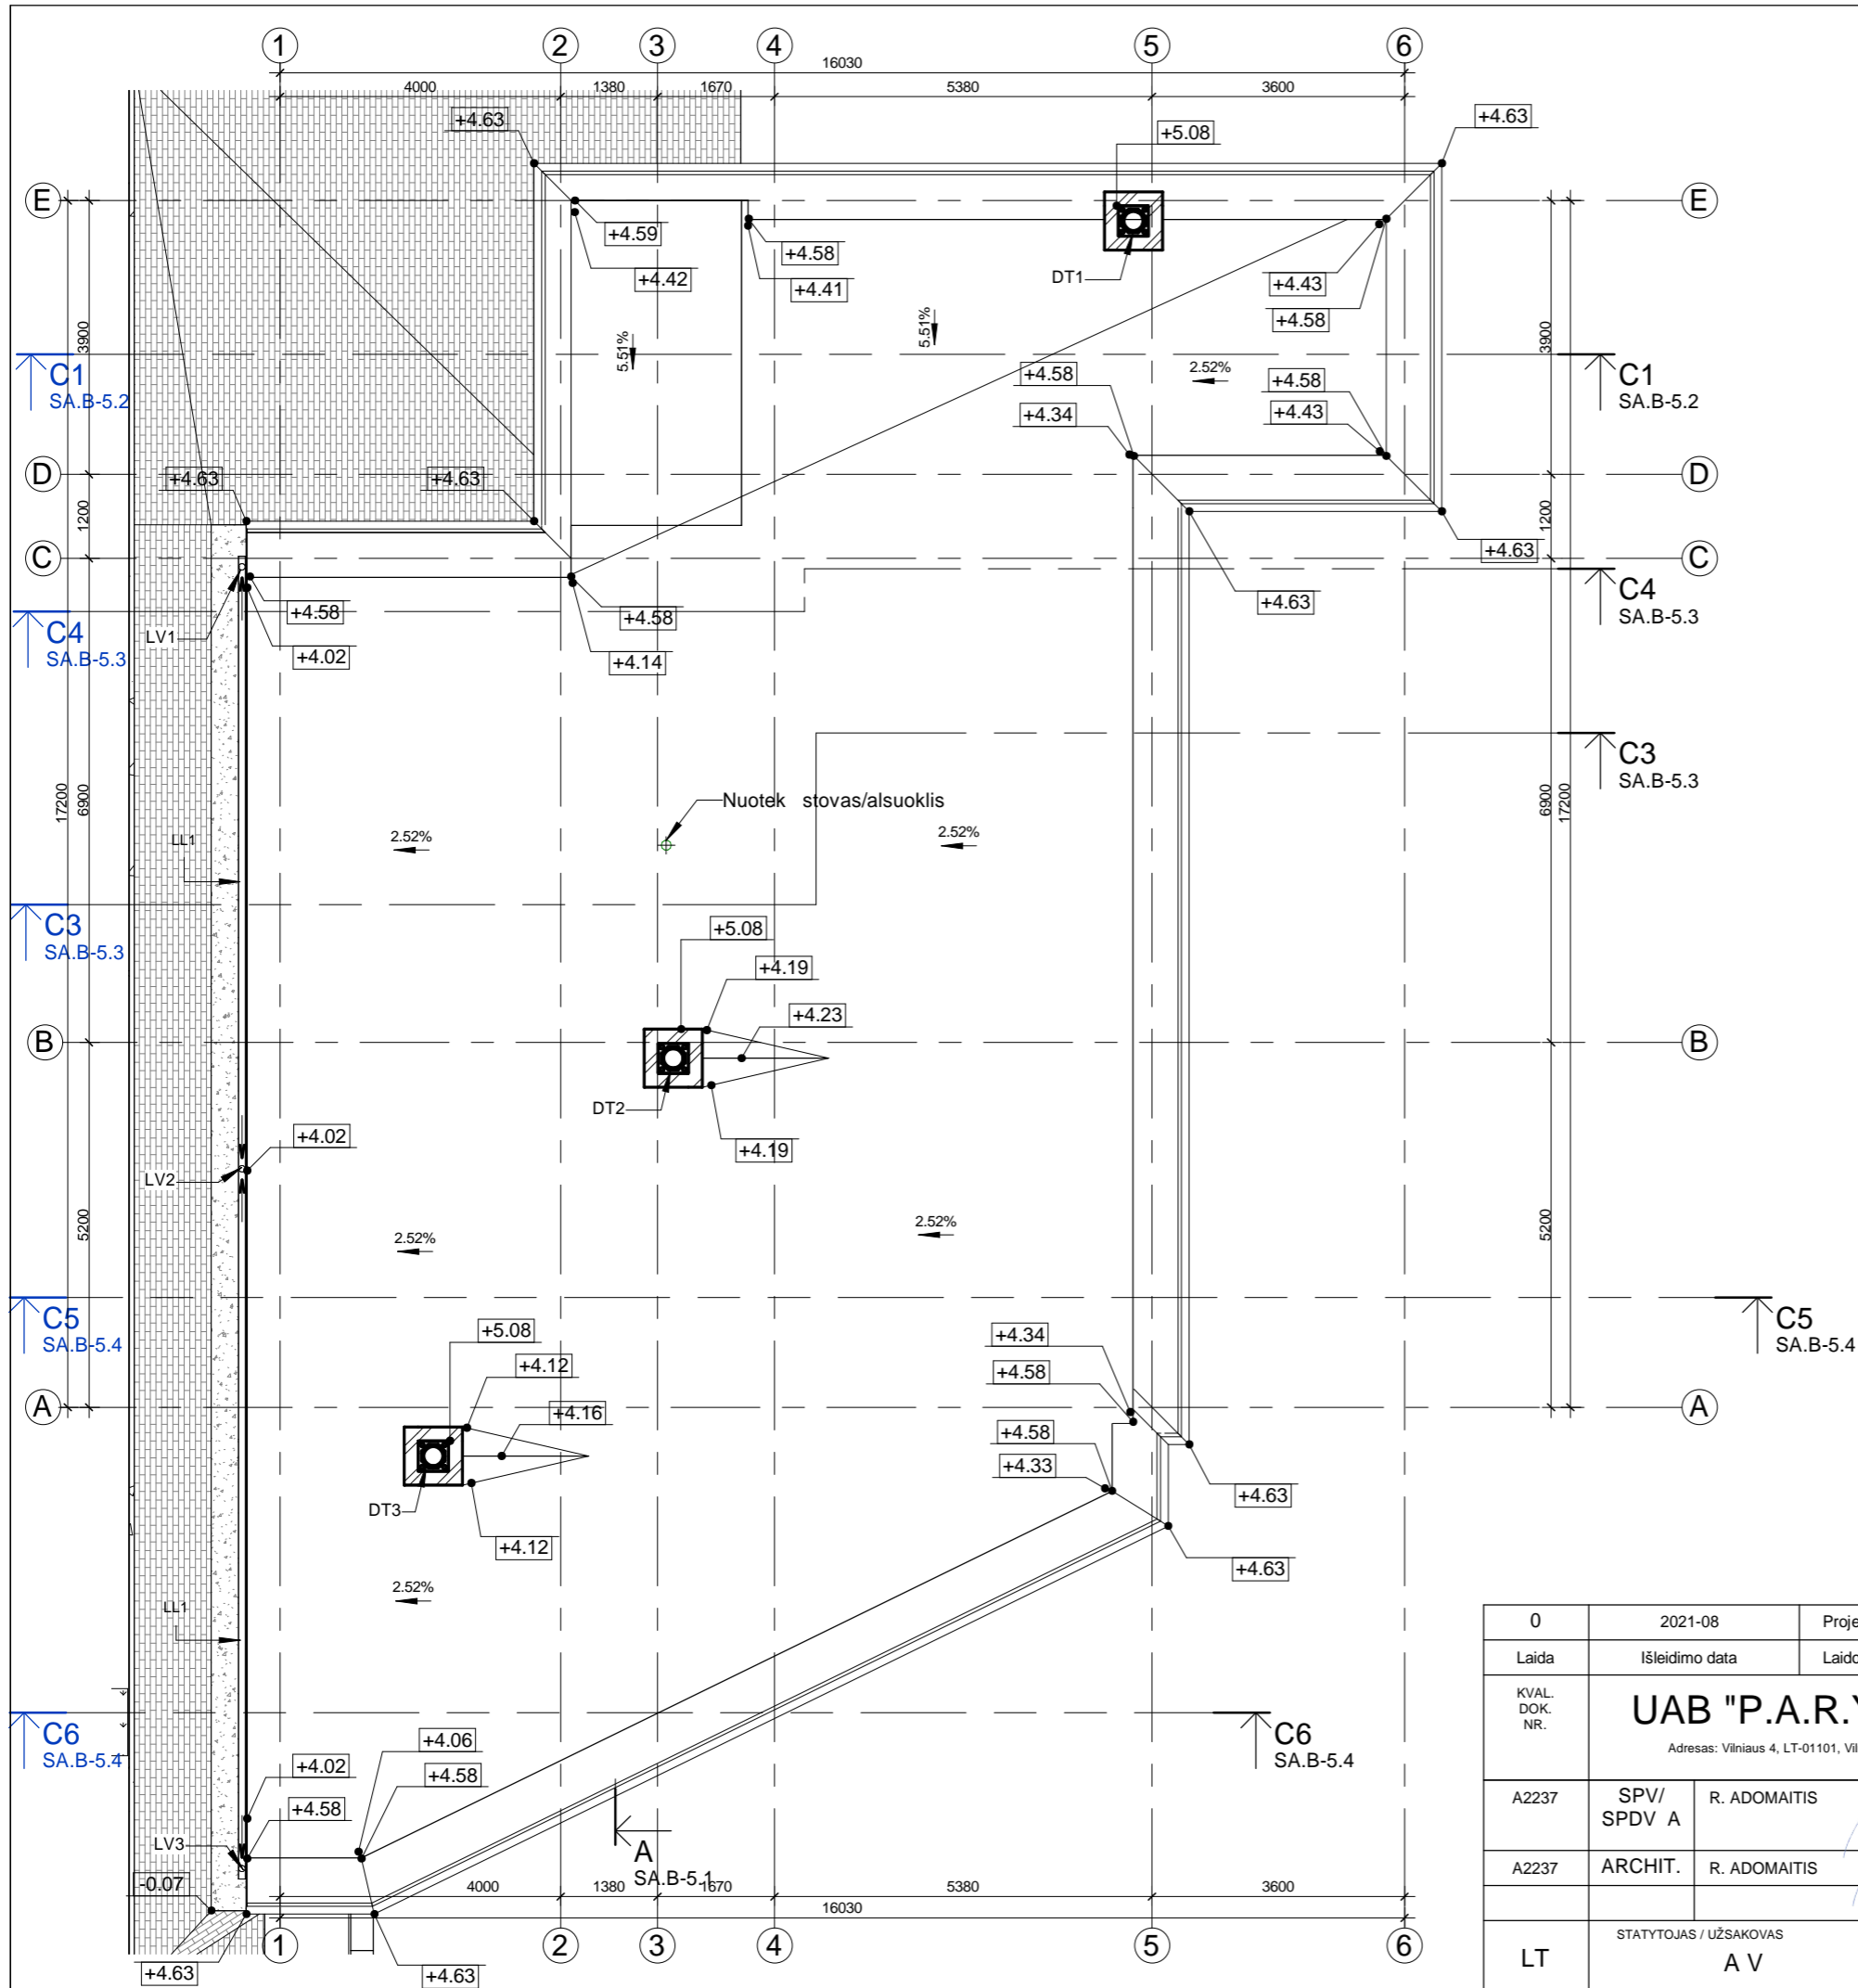 1 2 3 4 5 6
16030
4000 1380 1670 5380 3600
+4.63
+5.08
+4.63
E
E
+4.59
+4.58
+4.42
+4.41
DT1
+4.43
+4.58
3900
3900
5.51%
5.51%
C1
SA.B-5.2
C1
SA.B-5.2
+4.58
2.52%
+4.58
+4.34
+4.43
D
D
+4.63
+4.63
1200
1200
C
C
+4.63
+4.58
+4.58
+4.63
C4
SA.B-5.3
C4
SA.B-5.3
LV1
+4.02
+4.14
C3
SA.B-5.3
Nuotek stovas/alsuoklis
17200
6900
6900
17200
LL1
2.52%
2.52%
C3
SA.B-5.3
+5.08
+4.19
+4.23
B
B
DT2
+4.02
+4.19
LV2
5200
5200
2.52%
2.52%
C5
SA.B-5.4
C5
SA.B-5.4
+5.08
+4.34
+4.12
+4.58
A
A
+4.16
+4.58
+4.33
+4.63
DT3
+4.12
+4.63
2.52%
LL1
C6
SA.B-5.4
C6
SA.B-5.4
+4.06
+4.02
+4.58
+4.58
LV3
A
SA.B-5.1
-0.07
4000 1380 1670 5380 3600
16030
1 2 3 4 5 6
+4.63
+4.63
0 2021-08 Proje
Laida Išleidimo data Laido
KVAL.
DOK.
NR.
UAB "P.A.R.Y
Adresas: Vilniaus 4, LT-01101, Vil
A2237 SPV/
SPDV A R. ADOMAITIS
A2237 ARCHIT. R. ADOMAITIS
LT
STATYTOJAS / UŽSAKOVAS
A V